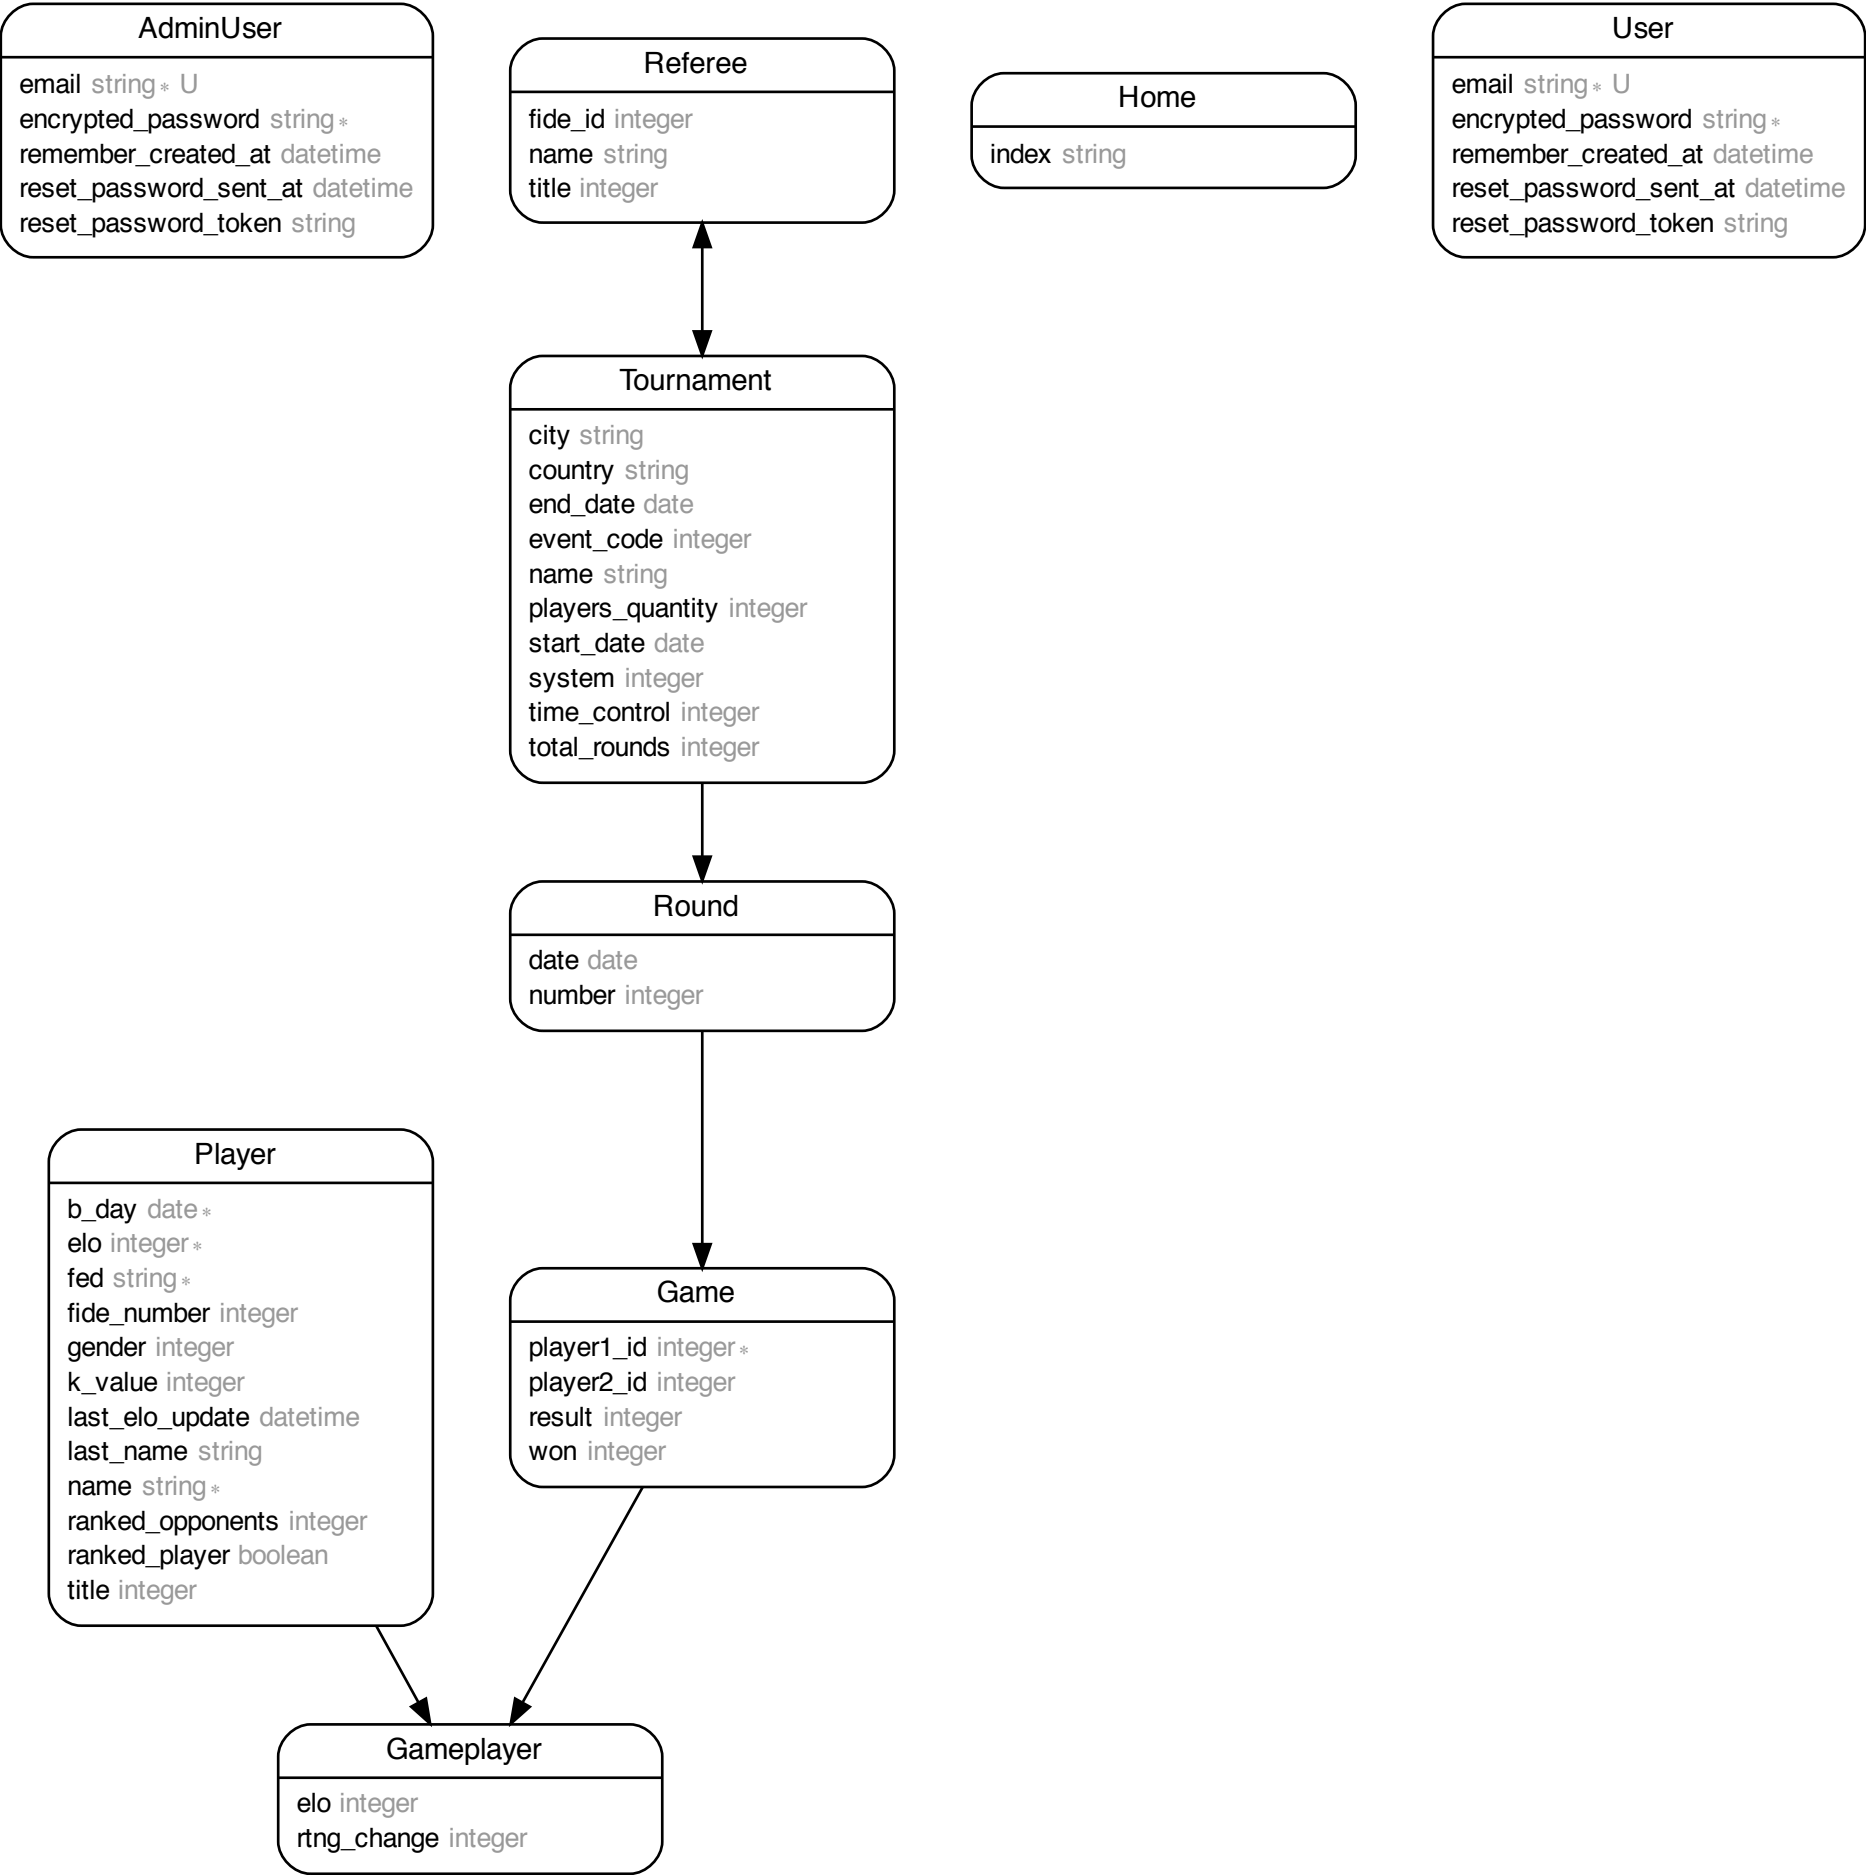 AdminUser
email string* U
encrypted_password string*
remember_created_at datetime
reset_password_sent_at datetime
reset_password_token string
Referee
fide_id integer
name string
title integer
Home
index string
User
email string* U
encrypted_password string*
remember_created_at datetime
reset_password_sent_at datetime
reset_password_token string
Tournament
city string
country string
end_date date
event_code integer
name string
players_quantity integer
start_date date
system integer
time_control integer
total_rounds integer
Round
date date
number integer
Player
b_day date*
elo integer*
fed string*
fide_number integer
gender integer
k_value integer
last_elo_update datetime
last_name string
name string*
ranked_opponents integer
ranked_player boolean
title integer
Game
player1_id integer*
player2_id integer
result integer
won integer
Gameplayer
elo integer
rtng_change integer